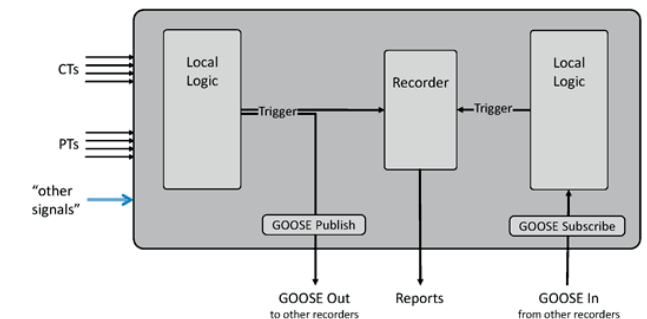 CTs
PTs
“other
signals”
Local
Logic
Trigger
Recorder
Trigger
Local
Logic
GOOSE Publish
GOOSE Subscribe
GOOSE Out
to other recorders
Reports
GOOSE In
from other recorders